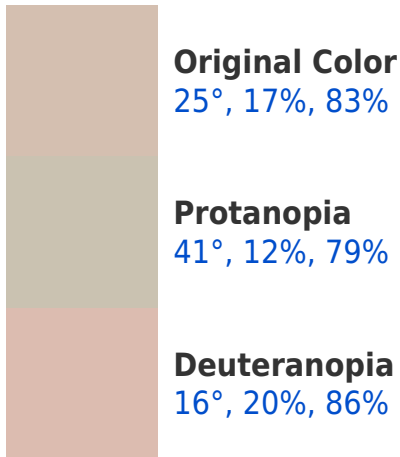 Original Color
25°, 17%, 83%
Protanopia
41°, 12%, 79%
Deuteranopia
16°, 20%, 86%